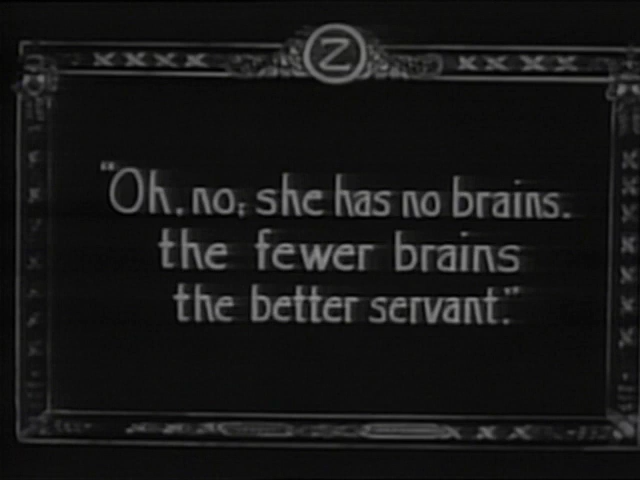 Z
"Oh, no; she has no brains.
the fewer brains
the better servant."